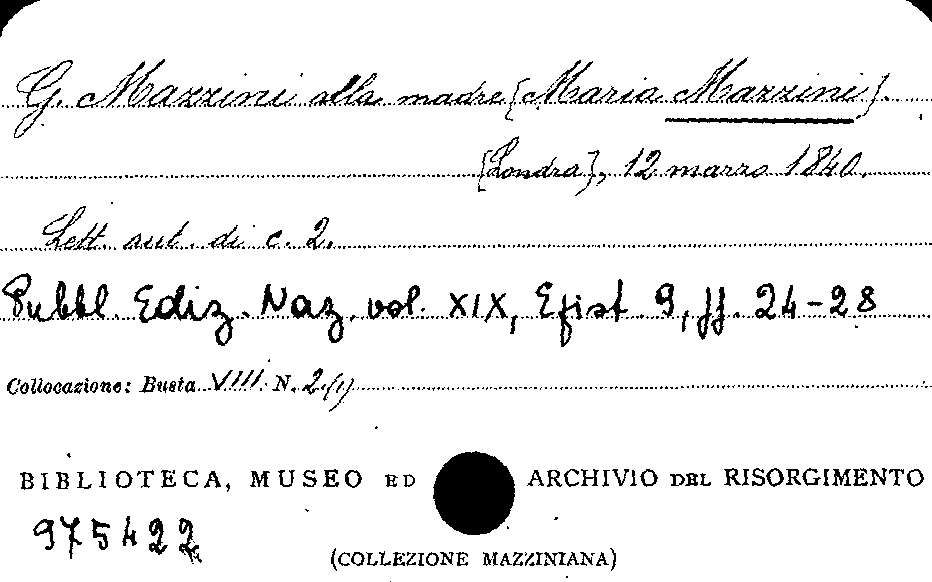 G. Mazzini alla madre [Maria Mazzini].
[Londra], 12 marzo 1840.
Lett. aut. di c. 2.
Pubbl. Ediz. Naz. vol. XIX, Epist. 9, pp. 24-28
Collocazione: Busta VIII N. 2 (1)
BIBLIOTECA, MUSEO ED ARCHIVIO DEL RISORGIMENTO
975422
(COLLEZIONE MAZZINIANA)